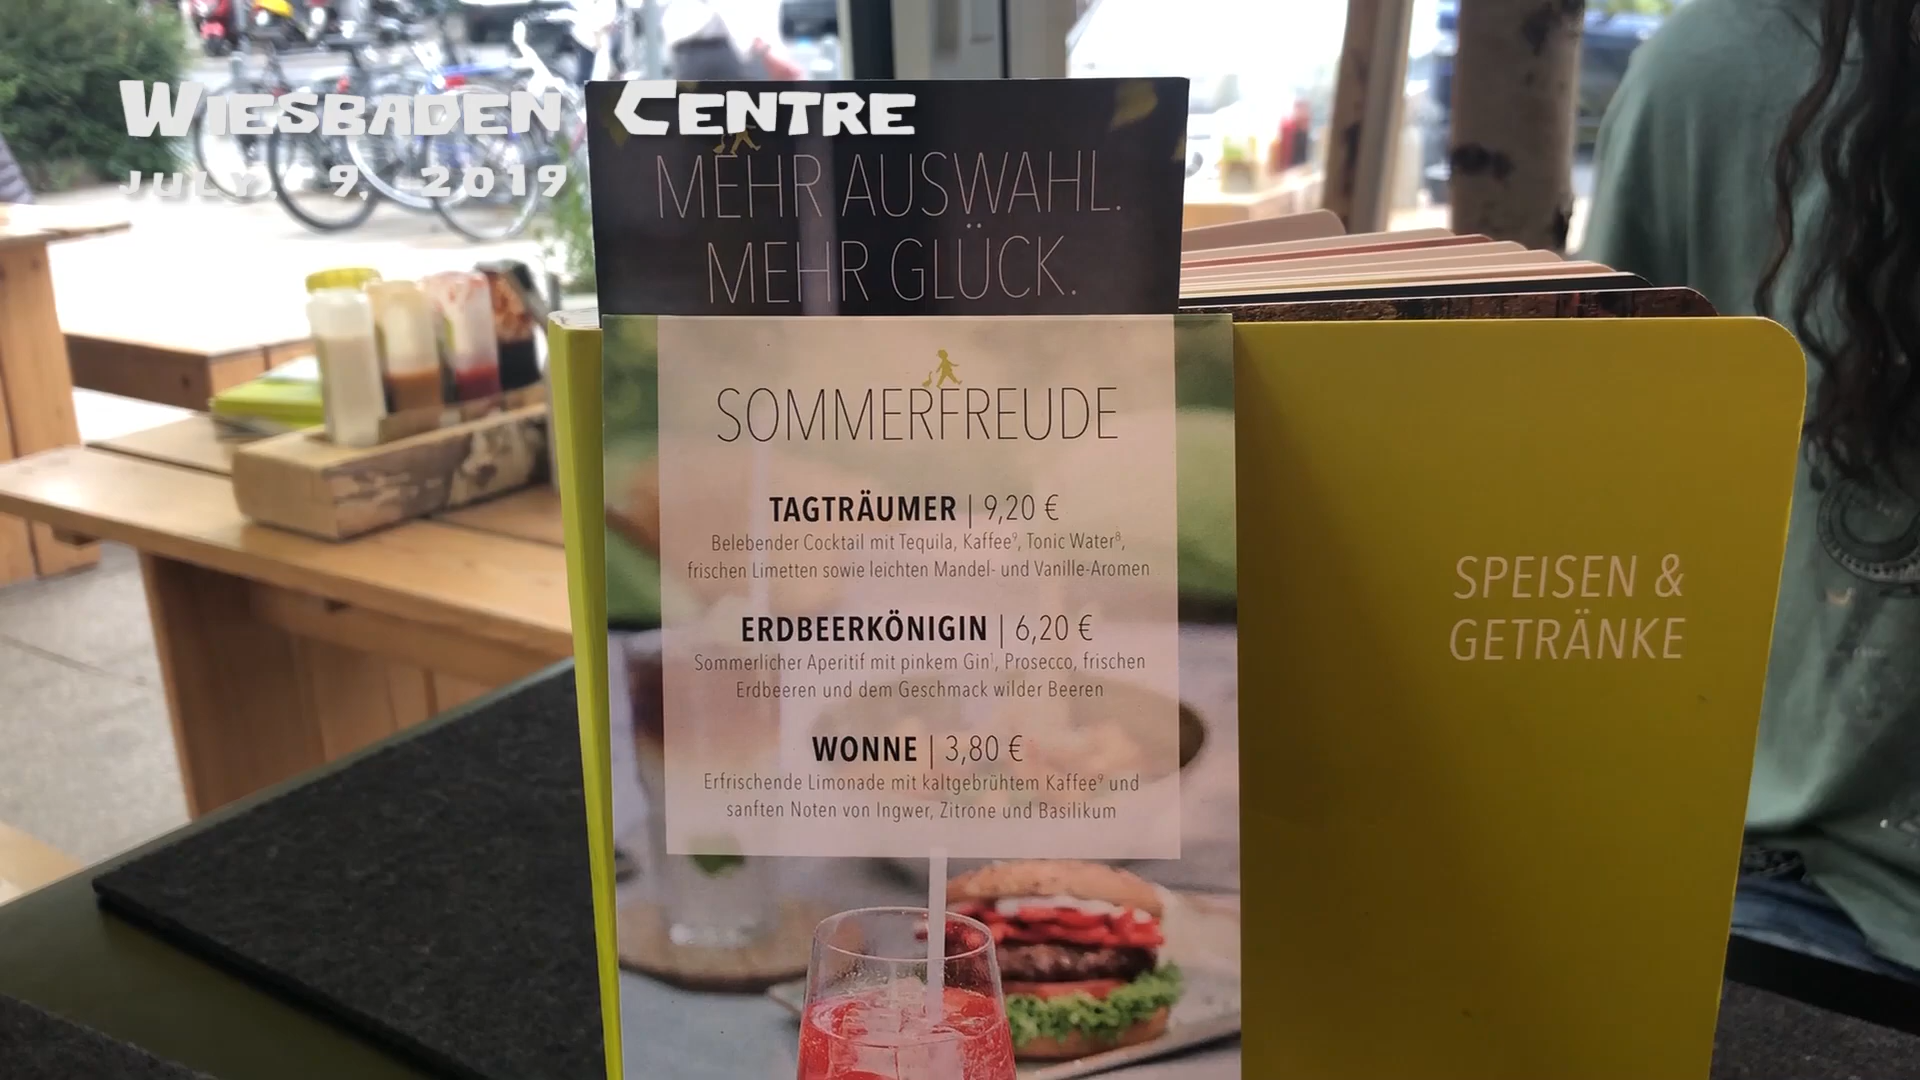 WIESBADEN CENTRE
JULY. 9, 2019
MEHR AUSWAHL.
MEHR GLÜCK.
SOMMERFREUDE
TAGTRÄUMER | 9,20 €
Belebender Cocktail mit Tequila, Kaffee⁹, Tonic Water⁸,
frischen Limetten sowie leichten Mandel- und Vanille-Aromen
ERDBEERKÖNIGIN | 6,20 €
Sommerlicher Aperitif mit pinkem Gin¹, Prosecco, frischen
Erdbeeren und dem Geschmack wilder Beeren
WONNE | 3,80 €
Erfrischende Limonade mit kaltgebrühtem Kaffee⁹ und
sanften Noten von Ingwer, Zitrone und Basilikum
SPEISEN &
GETRÄNKE